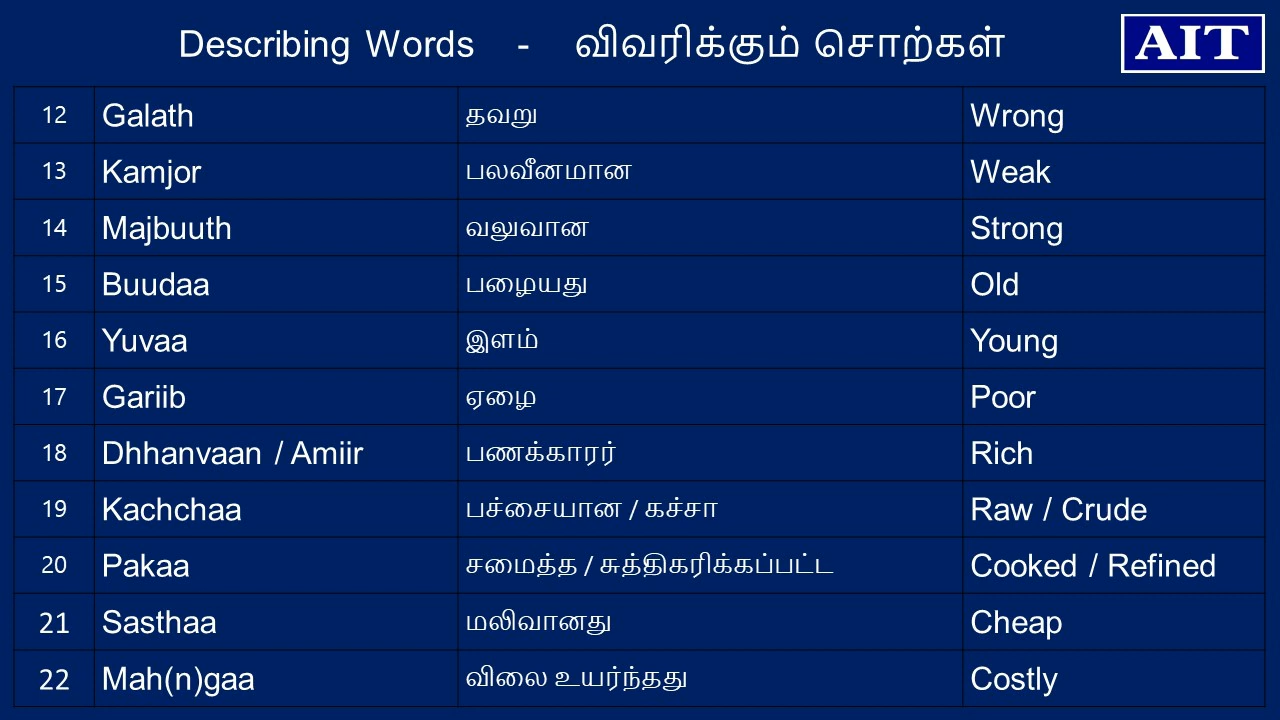 Describing Words - விவரிக்கும் சொற்கள்
AIT
12 Galath தவறு Wrong
13 Kamjor பலவீனமான Weak
14 Majbuuth வலுவான Strong
15 Buudaa பழையது Old
16 Yuvaa இளம் Young
17 Gariib ஏழை Poor
18 Dhhanvaan / Amiir பணக்காரர் Rich
19 Kachchaa பச்சையான / கச்சா Raw / Crude
20 Pakaa சமைத்த / சுத்திகரிக்கப்பட்ட Cooked / Refined
21 Sasthaa மலிவானது Cheap
22 Mah(n)gaa விலை உயர்ந்தது Costly